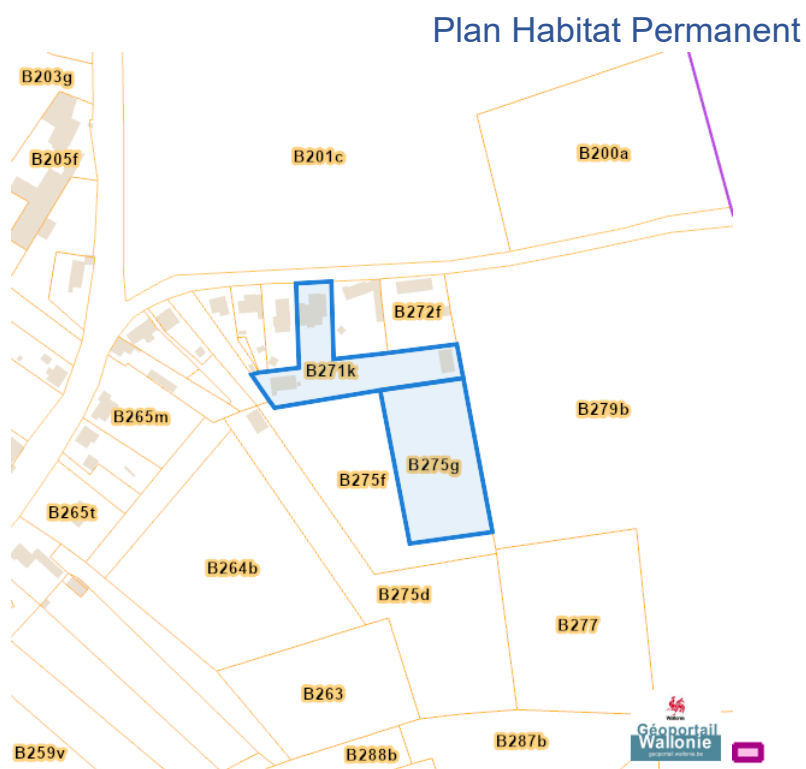 Plan Habitat Permanent
B203g
B205f
B201c
B200a
B272f
B271k
B279b
B265m
B275g
B275f
B265t
B264b
B275d
B277
B263
B259v
B288b
B287b
Wallonie
Géoportail
Wallonie
geoportail.wallonie.be